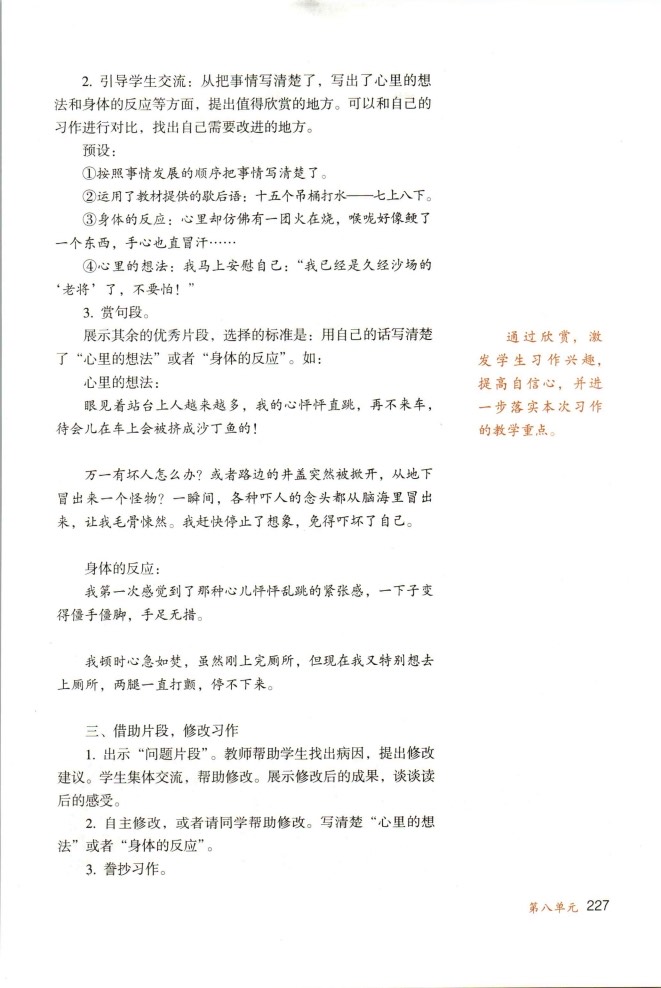 2. 引导学生交流：从把事情写清楚了，写出了心里的想
法和身体的反应等方面，提出值得欣赏的地方。可以和自己的
习作进行对比，找出自己需要改进的地方。
预设：
①按照事情发展的顺序把事情写清楚了。
②运用了教材提供的歇后语：十五个吊桶打水——七上八下。
③身体的反应：心里却仿佛有一团火在烧，喉咙好像鲠了
一个东西，手心也直冒汗……
④心里的想法：我马上安慰自己：“我已经是久经沙场的
‘老将’了，不要怕！”
3. 赏句段。
展示其余的优秀片段，选择的标准是：用自己的话写清楚
了“心里的想法”或者“身体的反应”。如：
心里的想法：
眼见着站台上人越来越多，我的心怦怦直跳，再不来车，
待会儿在车上会被挤成沙丁鱼的！
万一有坏人怎么办？或者路边的井盖突然被掀开，从地下
冒出来一个怪物？一瞬间，各种吓人的念头都从脑海里冒出
来，让我毛骨悚然。我赶快停止了想象，免得吓坏了自己。
身体的反应：
我第一次感觉到了那种心儿怦怦乱跳的紧张感，一下子变
得僵手僵脚，手足无措。
我顿时心急如焚，虽然刚上完厕所，但现在我又特别想去
上厕所，两腿一直打颤，停不下来。
三、借助片段，修改习作
1. 出示“问题片段”。教师帮助学生找出病因，提出修改
建议。学生集体交流，帮助修改。展示修改后的成果，谈谈读
后的感受。
2. 自主修改，或者请同学帮助修改。写清楚“心里的想
法”或者“身体的反应”。
3. 誊抄习作。
通过欣赏，激
发学生习作兴趣，
提高自信心，并进
一步落实本次习作
的教学重点。
第八单元 227